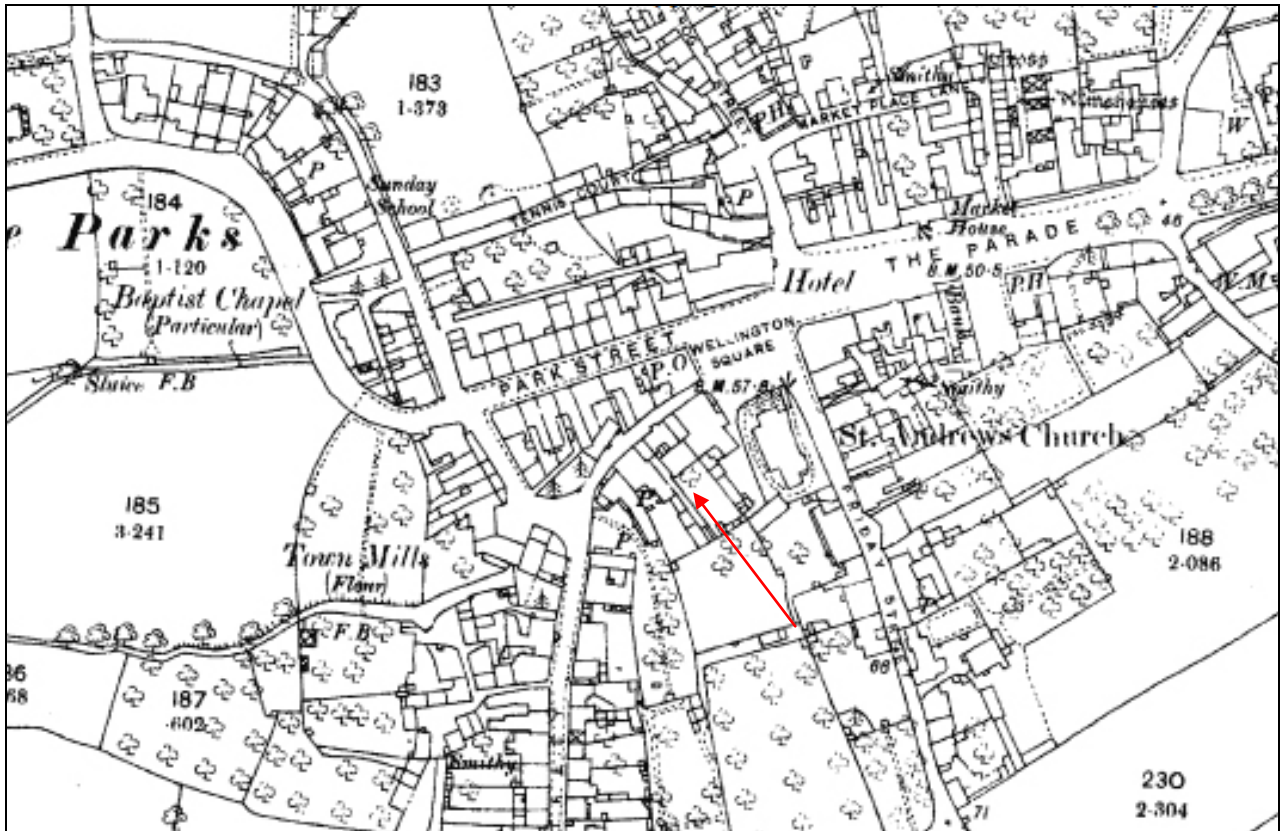 183
1·373
Smithy
Cross
P
STREET
P.H.
MARKET PLACE LANE
Almshouses
W
P
Sunday
School
184
TENNIS COURT
P
Market
House
46
e Parks
1·120
THE PARADE
B.M. 50·5
Hotel
P.H.
W.M.
Baptist Chapel
(Particular)
Bank
WELLINGTON
SQUARE
PARK STREET
P.O.
B.M. 57·8
Sluice F.B
Smithy
St. Andrews Church
185
3·241
P
FRIDAY STR
188
2·086
P
Town Mills
(Flour)
F.B
86
68
66
187
·602
Smithy
230
2·304
71